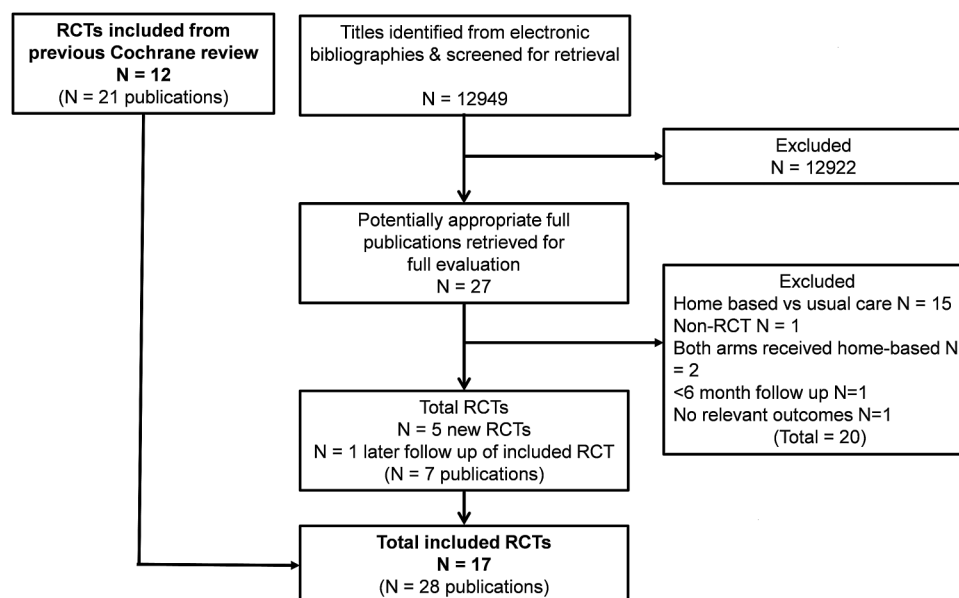 RCTs included from
previous Cochrane review
N = 12
(N = 21 publications)
Titles identified from electronic
bibliographies & screened for retrieval
N = 12949
Excluded
N = 12922
Potentially appropriate full
publications retrieved for
full evaluation
N = 27
Excluded
Home based vs usual care N = 15
Non-RCT N = 1
Both arms received home-based N
= 2
<6 month follow up N=1
No relevant outcomes N=1
(Total = 20)
Total RCTs
N = 5 new RCTs
N = 1 later follow up of included RCT
(N = 7 publications)
Total included RCTs
N = 17
(N = 28 publications)